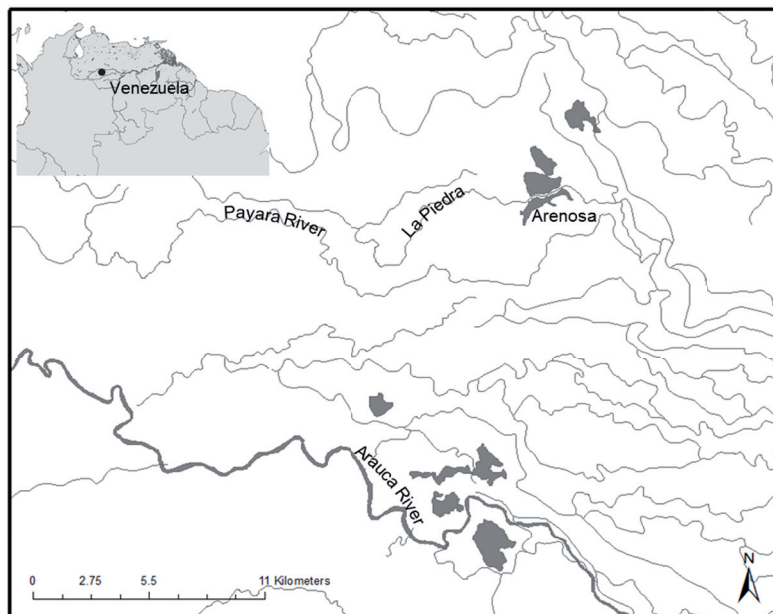 Venezuela
Payara River
La Piedra
Arenosa
Arauca River
0 2.75 5.5 11 Kilometers
N